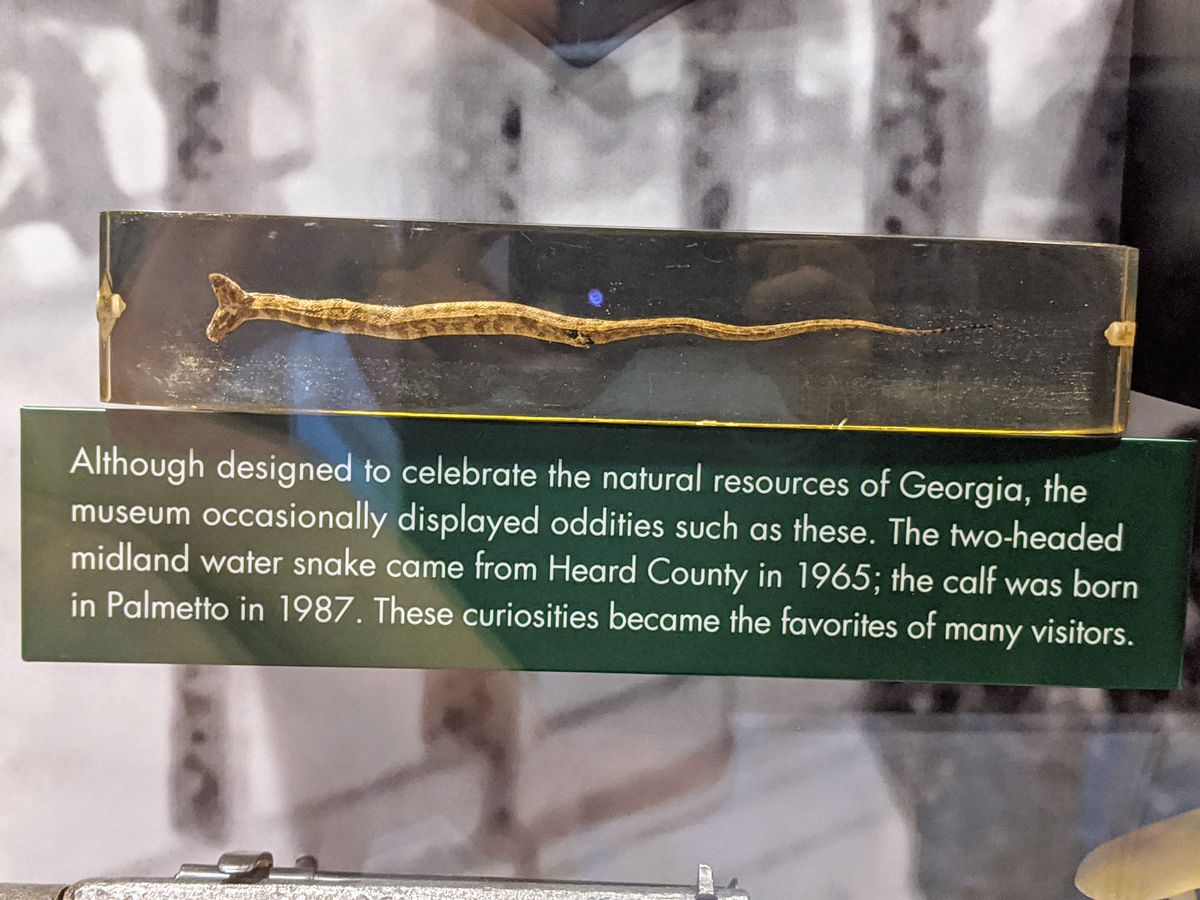 Although designed to celebrate the natural resources of Georgia, the
museum occasionally displayed oddities such as these. The two-headed
midland water snake came from Heard County in 1965; the calf was born
in Palmetto in 1987. These curiosities became the favorites of many visitors.